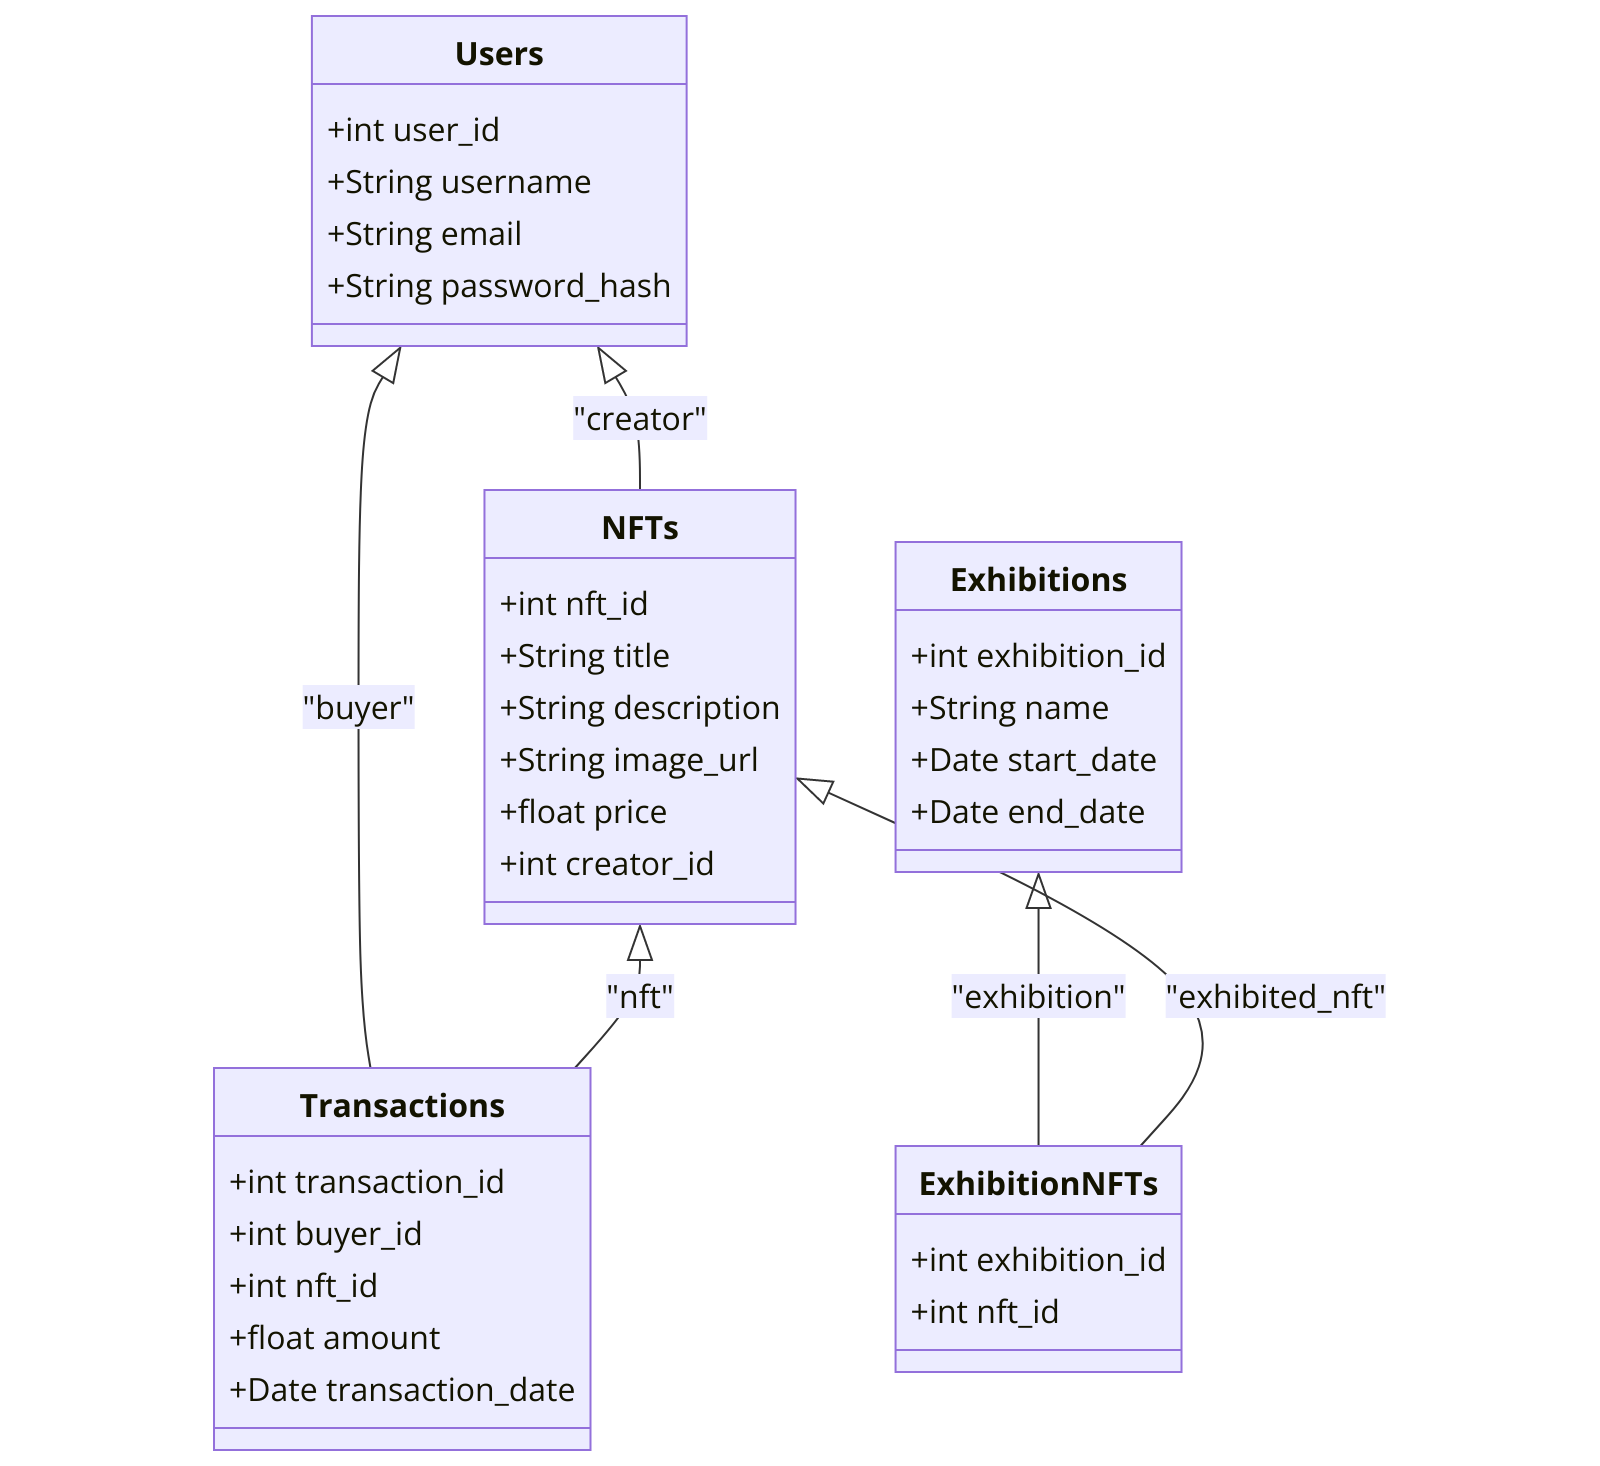 Users
+int user_id
+String username
+String email
+String password_hash
"creator"
NFTs
+int nft_id
+String title
+String description
+String image_url
+float price
+int creator_id
Exhibitions
+int exhibition_id
+String name
+Date start_date
+Date end_date
"buyer"
"nft"
"exhibition"
"exhibited_nft"
Transactions
+int transaction_id
+int buyer_id
+int nft_id
+float amount
+Date transaction_date
ExhibitionNFTs
+int exhibition_id
+int nft_id